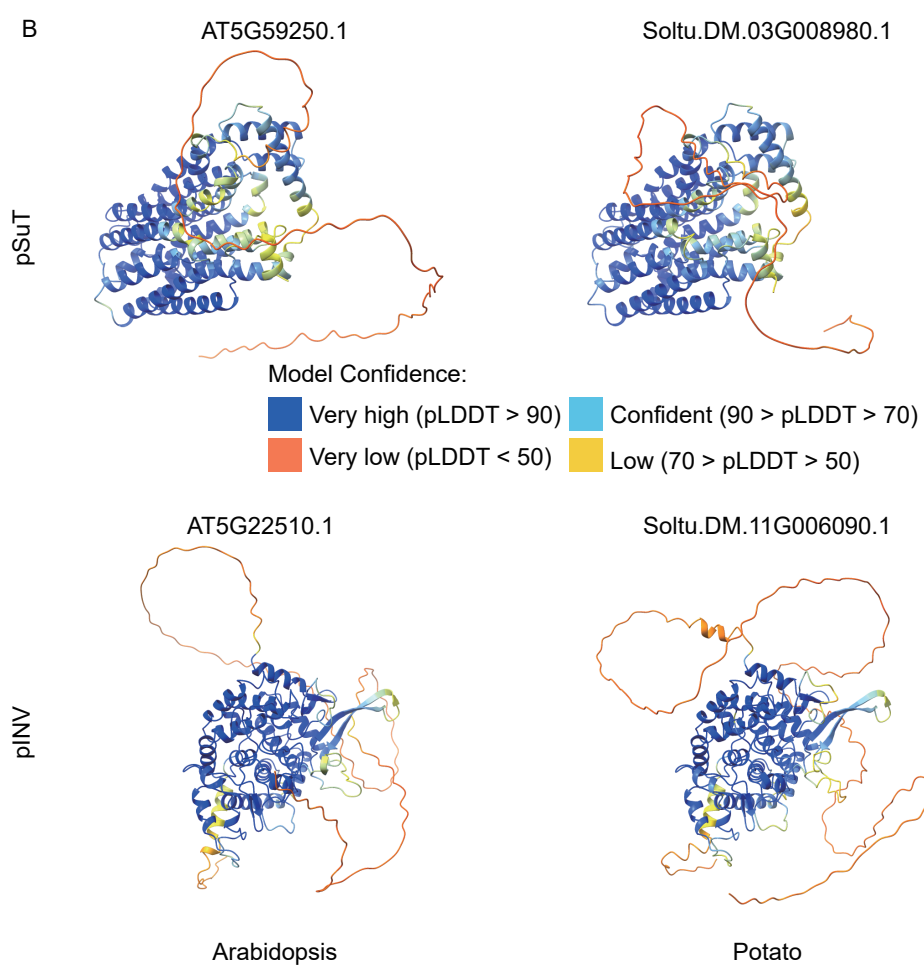 B
AT5G59250.1
Soltu.DM.03G008980.1
pSuT
Model Confidence:
Very high (pLDDT > 90)
Confident (90 > pLDDT > 70)
Very low (pLDDT < 50)
Low (70 > pLDDT > 50)
AT5G22510.1
Soltu.DM.11G006090.1
pINV
Arabidopsis
Potato